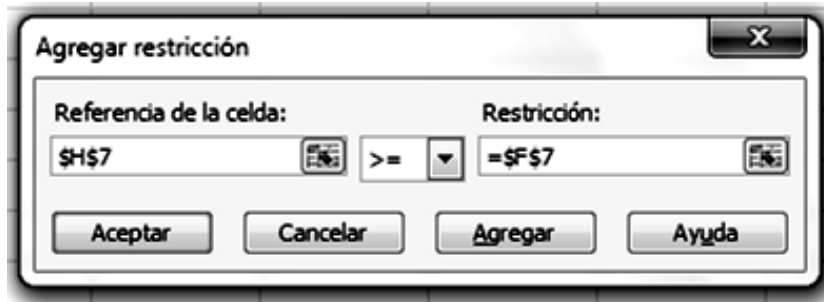 Agregar restricción
Referencia de la celda: Restricción:
$H$7 >= =$F$7
Aceptar Cancelar Agregar Ayuda